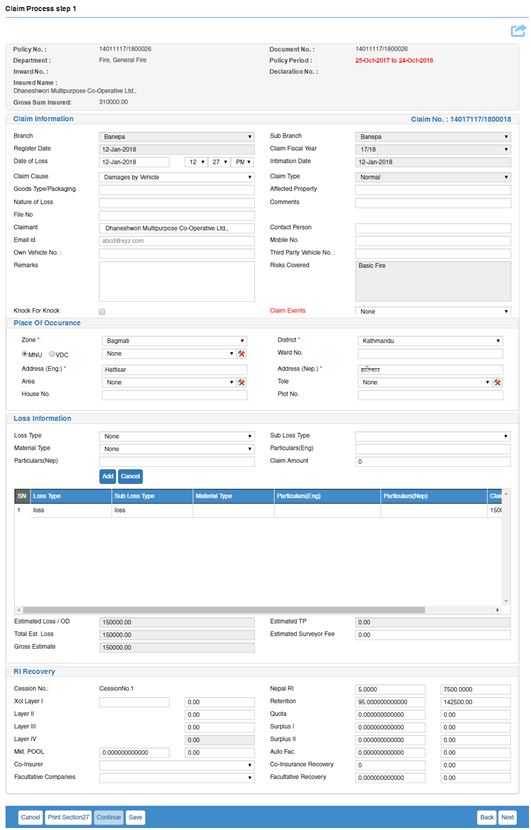 Claim Process step 1
Policy No. : 14011117/1800026 Document No. : 14011117/1800026
Department : Fire, General Fire Policy Period : 25-Oct-2017 to 24-Oct-2018
Inward No. : Declaration No. :
Insured Name :
Dhaneshwori Multipurpose Co-Operative Ltd.,
Gross Sum Insured: 310000.00
Claim Information Claim No. : 14017117/1800018
Branch Banepa Sub Branch Banepa
Register Date 12-Jan-2018 Claim Fiscal Year 17/18
Date of Loss 12-Jan-2018 12 27 PM Intimation Date 12-Jan-2018
Claim Cause Damages by Vehicle Claim Type Normal
Goods Type/Packaging Affected Property
Nature of Loss Comments
File No
Claimant Dhaneshwori Multipurpose Co-Operative Ltd., Contact Person
Email id abxd@xyz.com Mobile No.
Own Vehicle No. : Third Party Vehicle No. :
Remarks Risks Covered Basic Fire
Knock For Knock Claim Events None
Place Of Occurance
Zone * Bagmati District * Kathmandu
MNU VDC None Ward No.
Address (Eng.) * Hattisar Address (Nep.) * हात्तिसार
Area None Tole None
House No. Plot No.
Loss Information
Loss Type None Sub Loss Type
Material Type None Particulars(Eng)
Particulars(Nep) Claim Amount 0
Add Cancel
SN Loss Type Sub Loss Type Material Type Particulars(Eng) Particulars(Nep) Clai
1 loss loss 1500
Estimated Loss / OD 150000.00 Estimated TP 0.00
Total Est. Loss 150000.00 Estimated Surveyor Fee 0.00
Gross Estimate 150000.00
RI Recovery
Cession No.: CessionNo.1 Nepal RI 5.0000 7500.0000
Xol Layer I 0.00 Retention 95.000000000000 142500.00
Layer II 0.00 Quota 0.000000000000 0.00
Layer III 0.00 Surplus I 0.000000000000 0.00
Layer IV 0.00 Surplus II 0.000000000000 0.00
Mkt. POOL 0.000000000000 0.00 Auto Fac. 0.000000000000 0.00
Co-Insurer Co-Insurance Recovery 0 0.00
Facultative Companies Facultative Recovery 0.000000000000 0.00
Cancel Print Section27 Continue Save Back Next